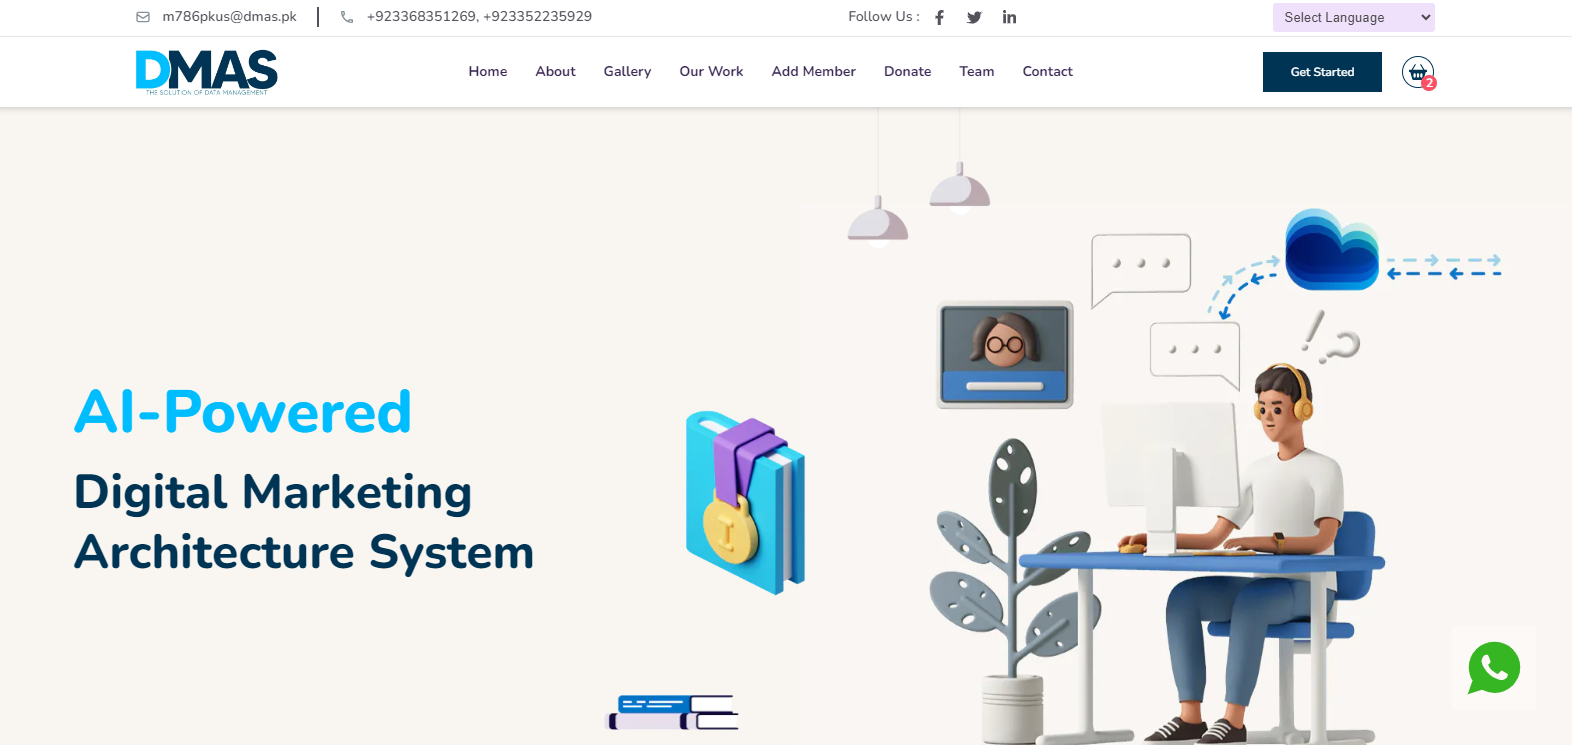 m786pkus@dmas.pk
+923368351269, +923352235929
Follow Us :
Select Language
DMAS
THE SOLUTION OF DATA MANAGEMENT
Home About Gallery Our Work Add Member Donate Team Contact
Get Started
2
AI-Powered
Digital Marketing
Architecture System